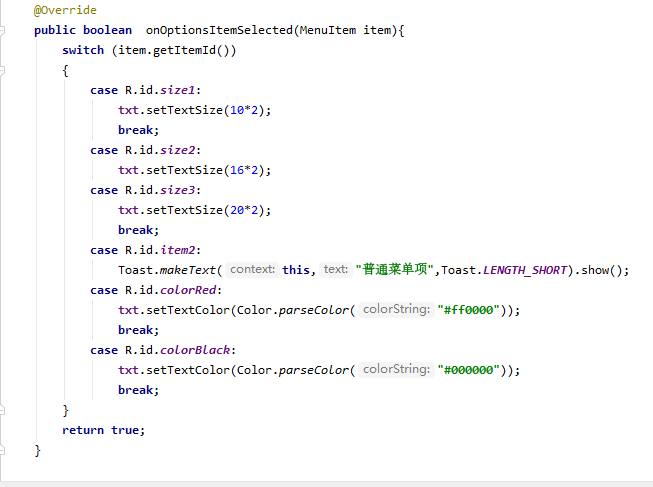 @Override
public boolean  onOptionsItemSelected(MenuItem item){
    switch (item.getItemId())
    {
        case R.id.size1:
            txt.setTextSize(10*2);
            break;
        case R.id.size2:
            txt.setTextSize(16*2);
        case R.id.size3:
            txt.setTextSize(20*2);
            break;
        case R.id.item2:
            Toast.makeText( context: this, text: "普通菜单项",Toast.LENGTH_SHORT).show();
        case R.id.colorRed:
            txt.setTextColor(Color.parseColor( colorString: "#ff0000"));
            break;
        case R.id.colorBlack:
            txt.setTextColor(Color.parseColor( colorString: "#000000"));
            break;
    }
    return true;
}